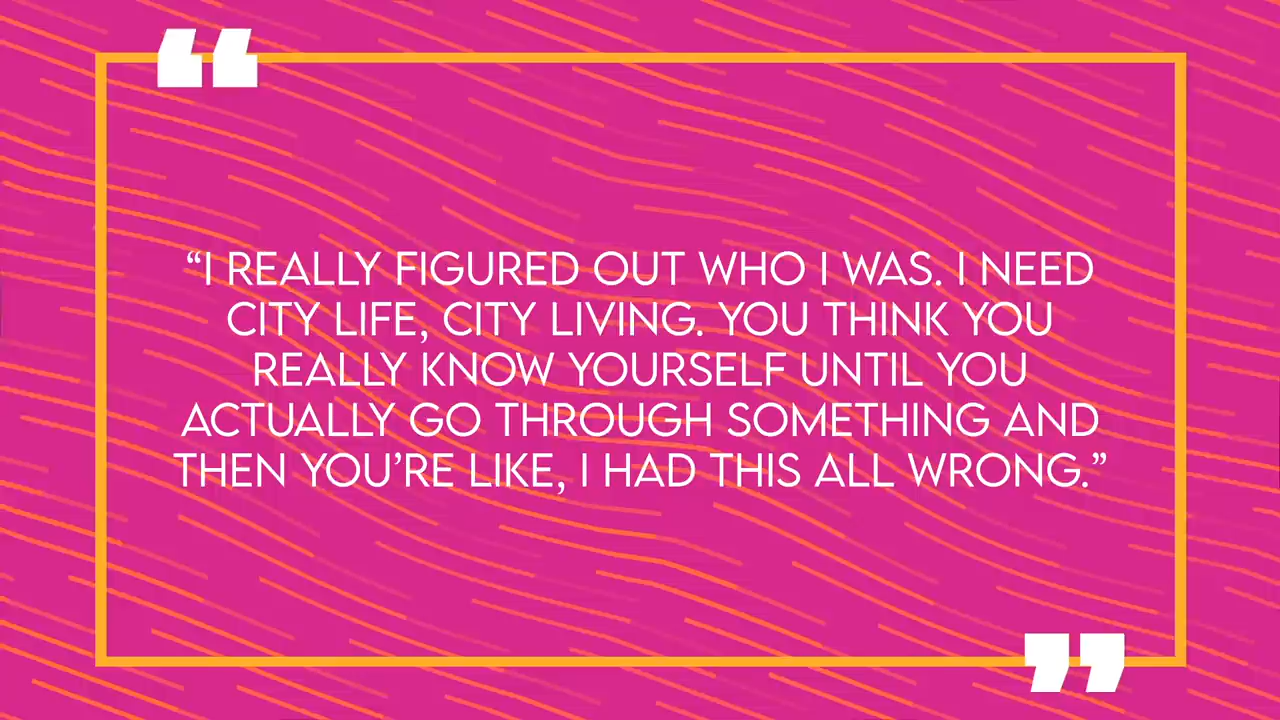 “I REALLY FIGURED OUT WHO I WAS. I NEED
CITY LIFE, CITY LIVING. YOU THINK YOU
REALLY KNOW YOURSELF UNTIL YOU
ACTUALLY GO THROUGH SOMETHING AND
THEN YOU’RE LIKE, I HAD THIS ALL WRONG.”